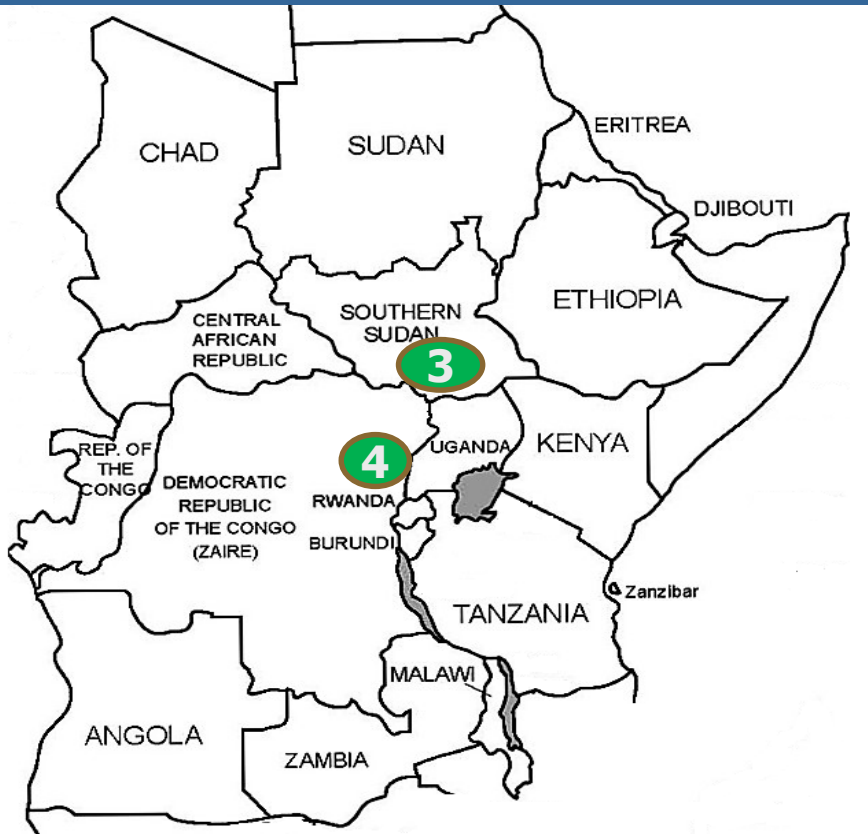 CHAD
SUDAN
ERITREA
DJIBOUTI
ETHIOPIA
SOUTHERN
SUDAN
CENTRAL
AFRICAN
REPUBLIC
3
REP. OF
THE
CONGO
4
UGANDA
KENYA
DEMOCRATIC
REPUBLIC
OF THE CONGO
(ZAIRE)
RWANDA
BURUNDI
TANZANIA
Zanzibar
MALAWI
ANGOLA
ZAMBIA